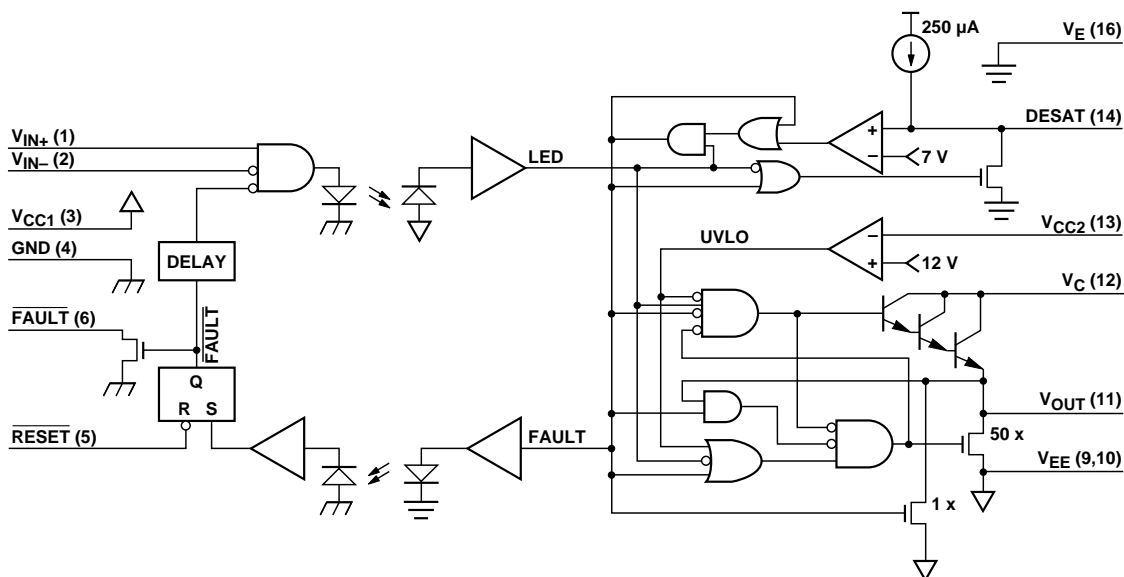 250 µA
V_E (16)
V_IN+ (1)
V_IN– (2)
DESAT (14)
LED
+
–
7 V
V_CC1 (3)
GND (4)
DELAY
UVLO
–
+
V_CC2 (13)
12 V
V_C (12)
FAULT (6)
FAULT
Q
R S
RESET (5)
FAULT
V_OUT (11)
50 x
V_EE (9,10)
1 x